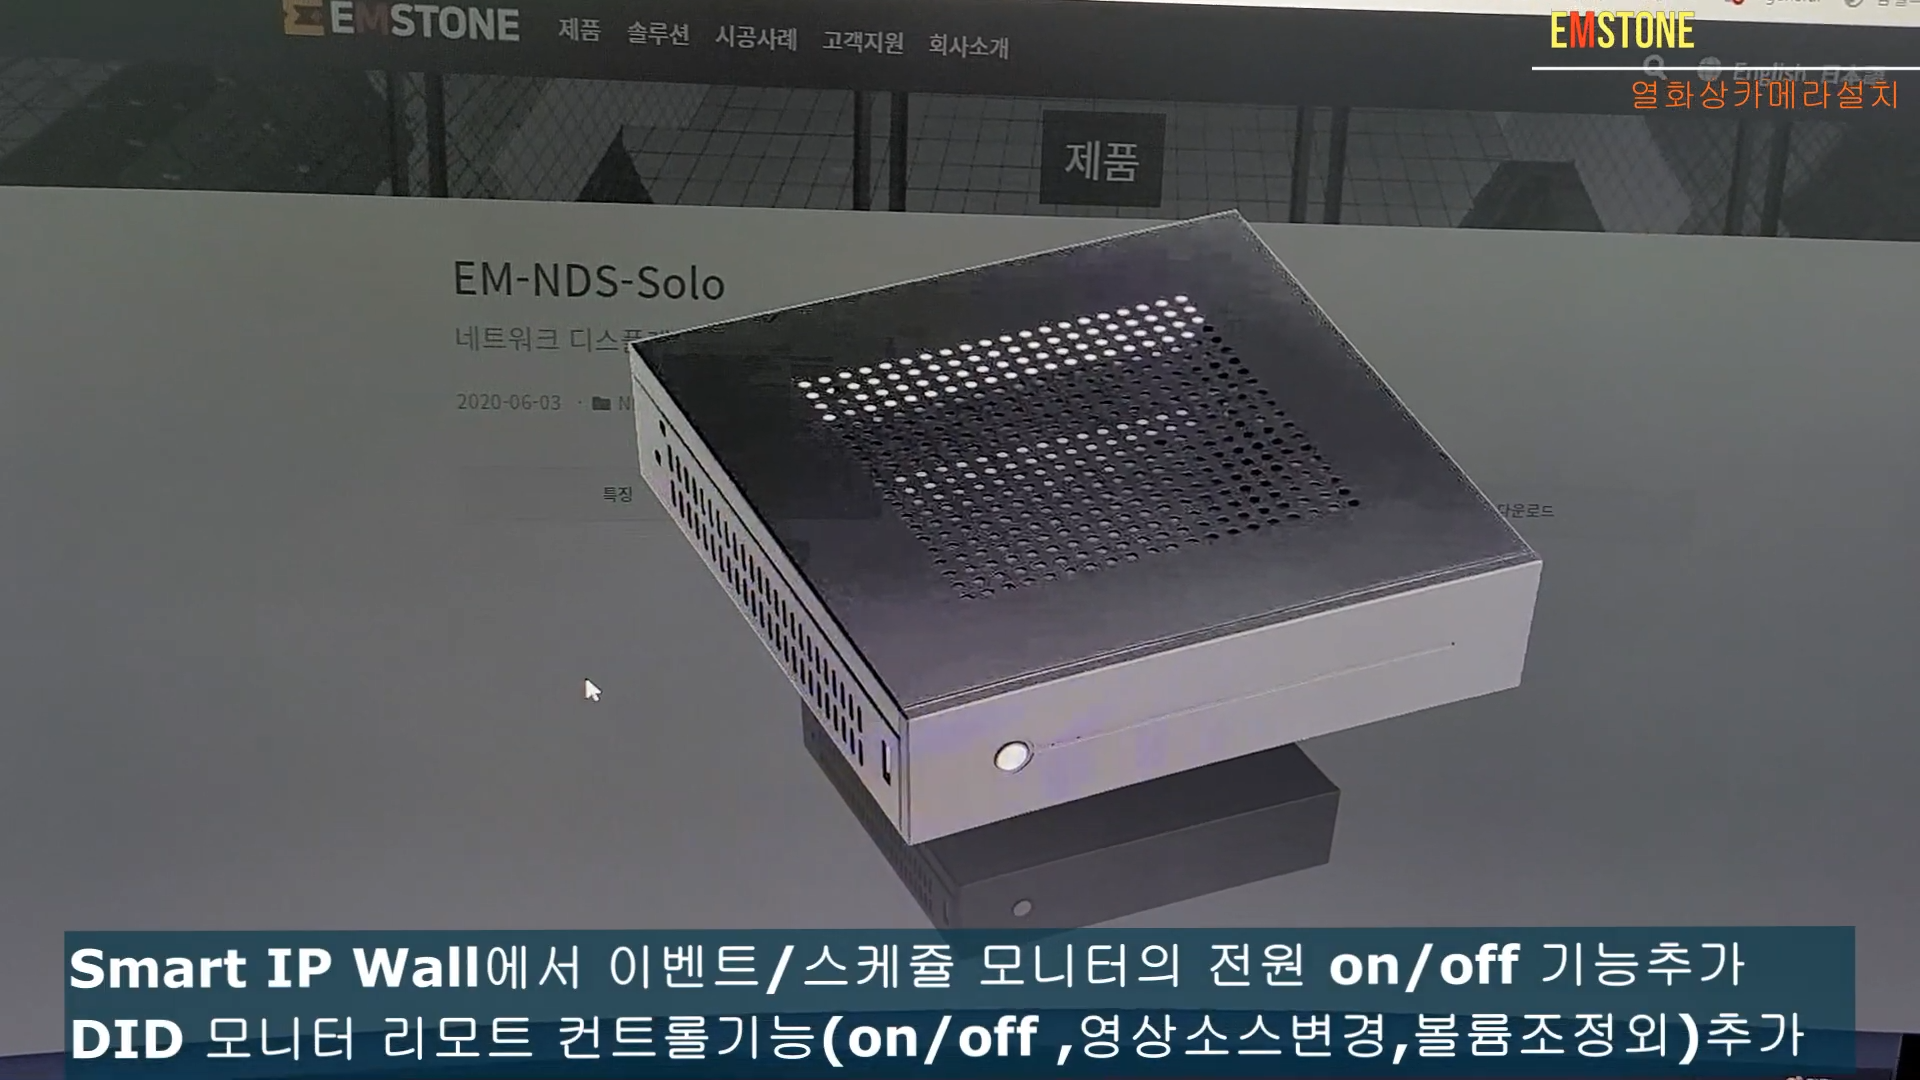 EMSTONE
제품 솔루션 시공사례 고객지원 회사소개
EMSTONE
English 日本語
열화상카메라설치
제품
EM-NDS-Solo
네트워크
2020-06-03
특징
다운로드
Smart IP Wall에서 이벤트/스케쥴 모니터의 전원 on/off 기능추가
DID 모니터 리모트 컨트롤기능(on/off ,영상소스변경,볼륨조정외)추가